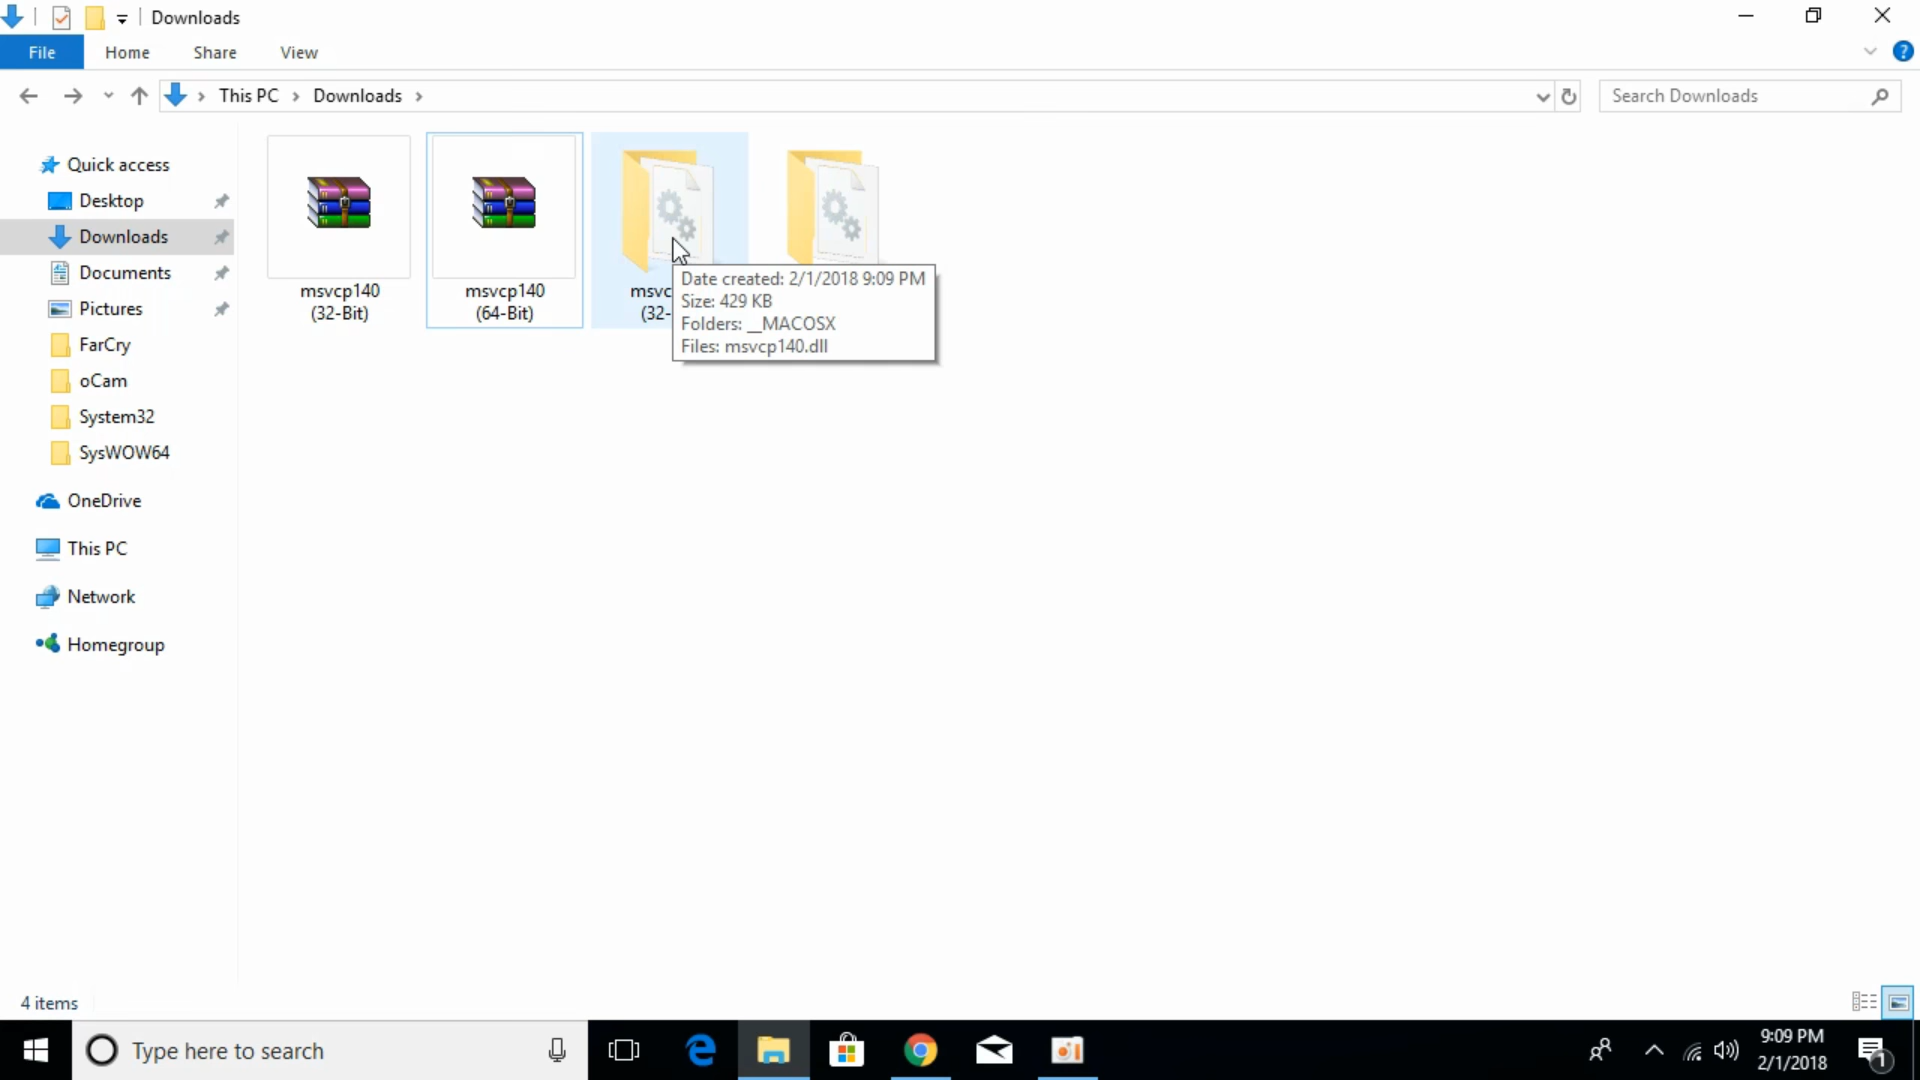 Downloads
File
Home
Share
View
This PC
Downloads
Search Downloads
Quick access
Desktop
Downloads
Documents
Pictures
FarCry
oCam
System32
SysWOW64
OneDrive
This PC
Network
Homegroup
msvcp140
(32-Bit)
msvcp140
(64-Bit)
msvc
(32-
Date created: 2/1/2018 9:09 PM
Size: 429 KB
Folders: __MACOSX
Files: msvcp140.dll
4 items
Type here to search
9:09 PM
2/1/2018
1